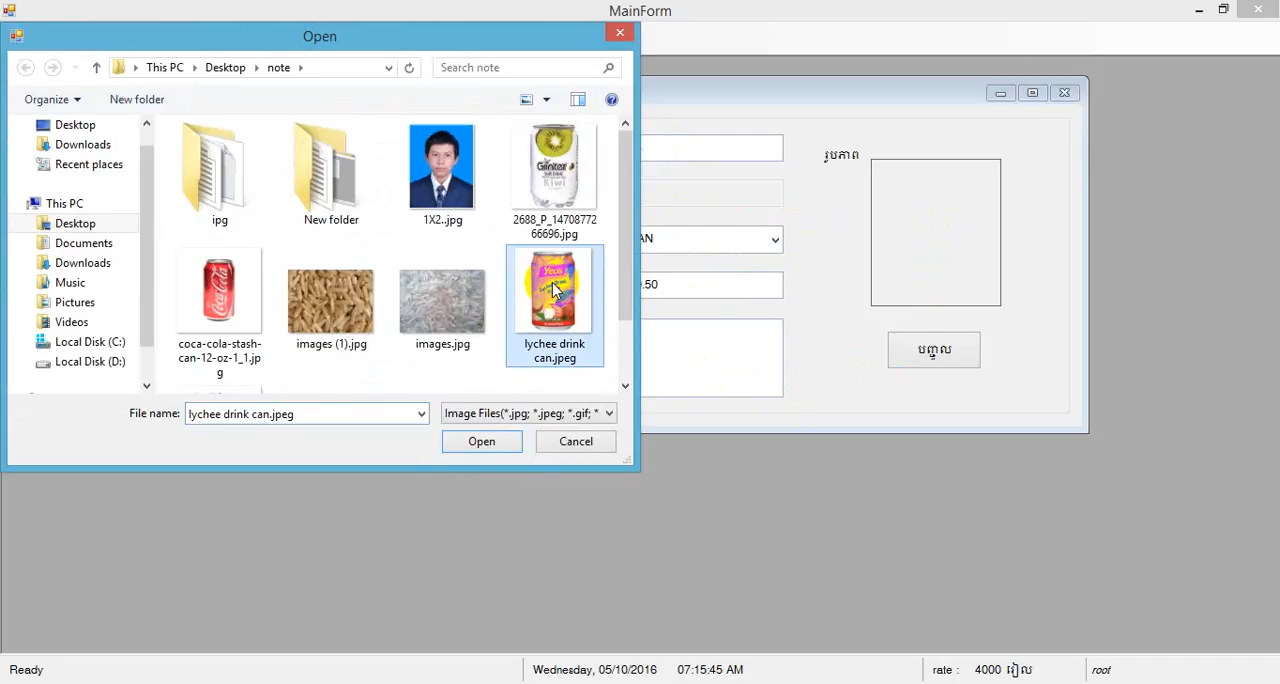 MainForm
Open
This PC
Desktop
note
Search note
Organize
New folder
Desktop
Downloads
Recent places
This PC
Desktop
Documents
Downloads
Music
Pictures
Videos
Local Disk (C:)
Local Disk (D:)
ipg
New folder
1X2..jpg
2688_P_14708772
66696.jpg
coca-cola-stash-
can-12-oz-1_1.jp
g
images (1).jpg
images.jpg
lychee drink
can.jpeg
File name:
lychee drink can.jpeg
Image Files(*.jpg; *.jpeg; *.gif; *
Open
Cancel
AN
.50
រូបភាព
បញ្ចូល
Ready
Wednesday, 05/10/2016
07:15:45 AM
rate :
4000 រៀល
root